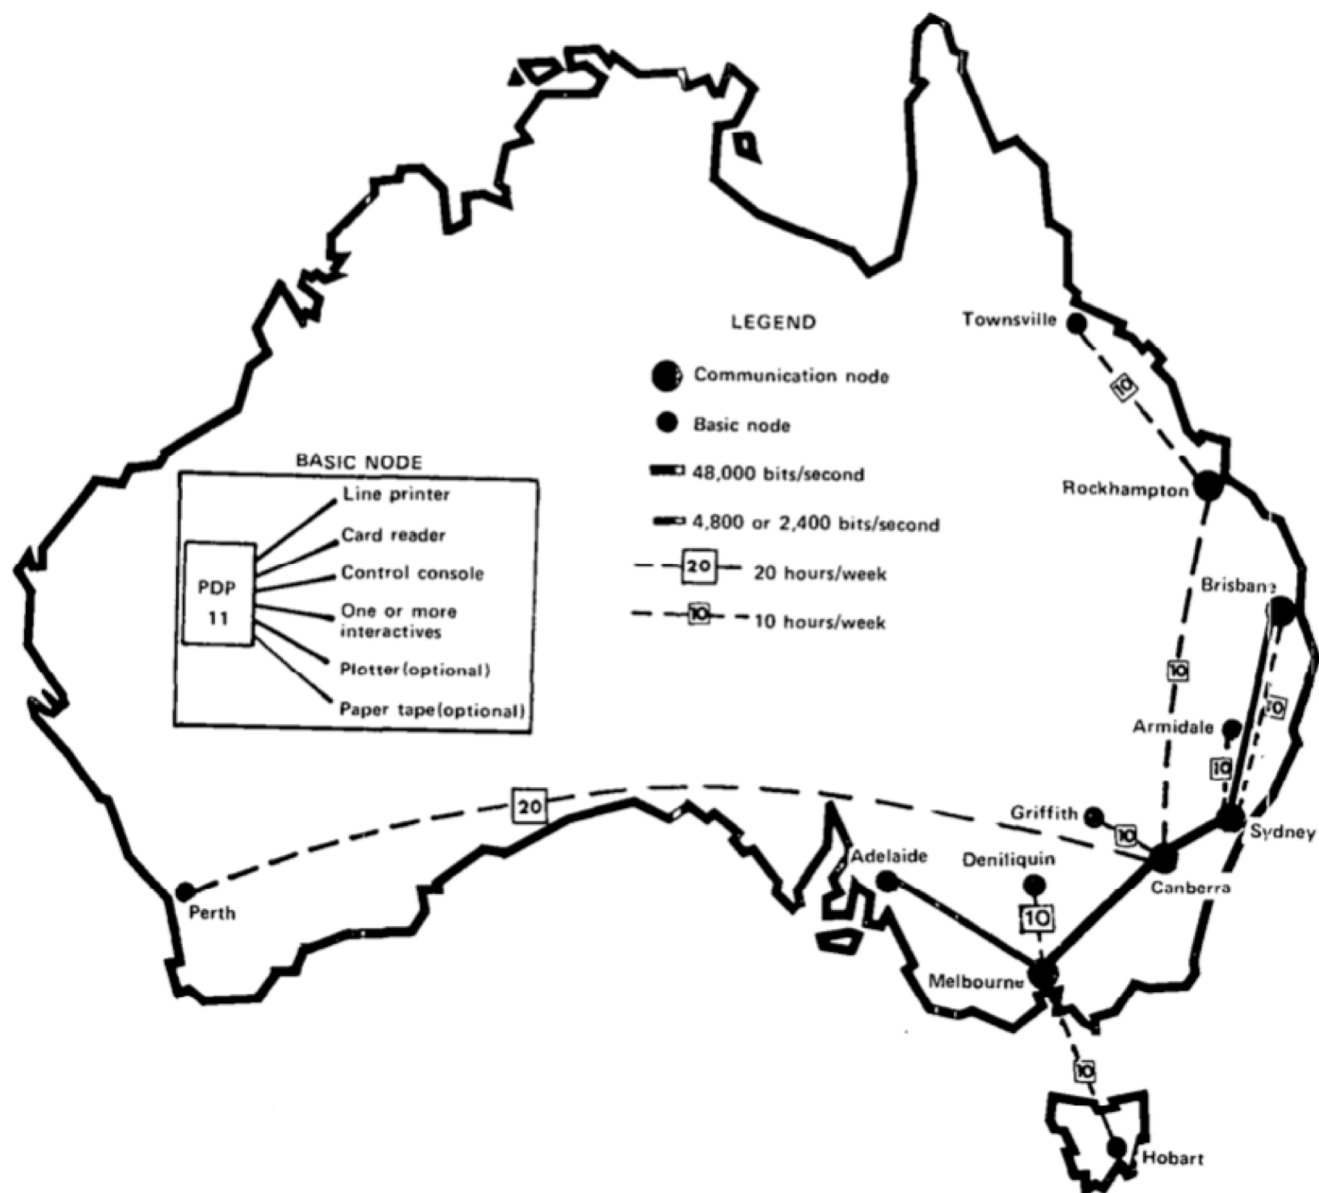 LEGEND
Communication node
Basic node
48,000 bits/second
4,800 or 2,400 bits/second
20 20 hours/week
10 10 hours/week
BASIC NODE
PDP
11
Line printer
Card reader
Control console
One or more
interactives
Plotter(optional)
Paper tape(optional)
Townsville
10
Rockhampton
Brisbane
10
10
Armidale
10
Griffith
10
Sydney
20
Adelaide
Deniliquin
Canberra
Perth
10
Melbourne
10
Hobart